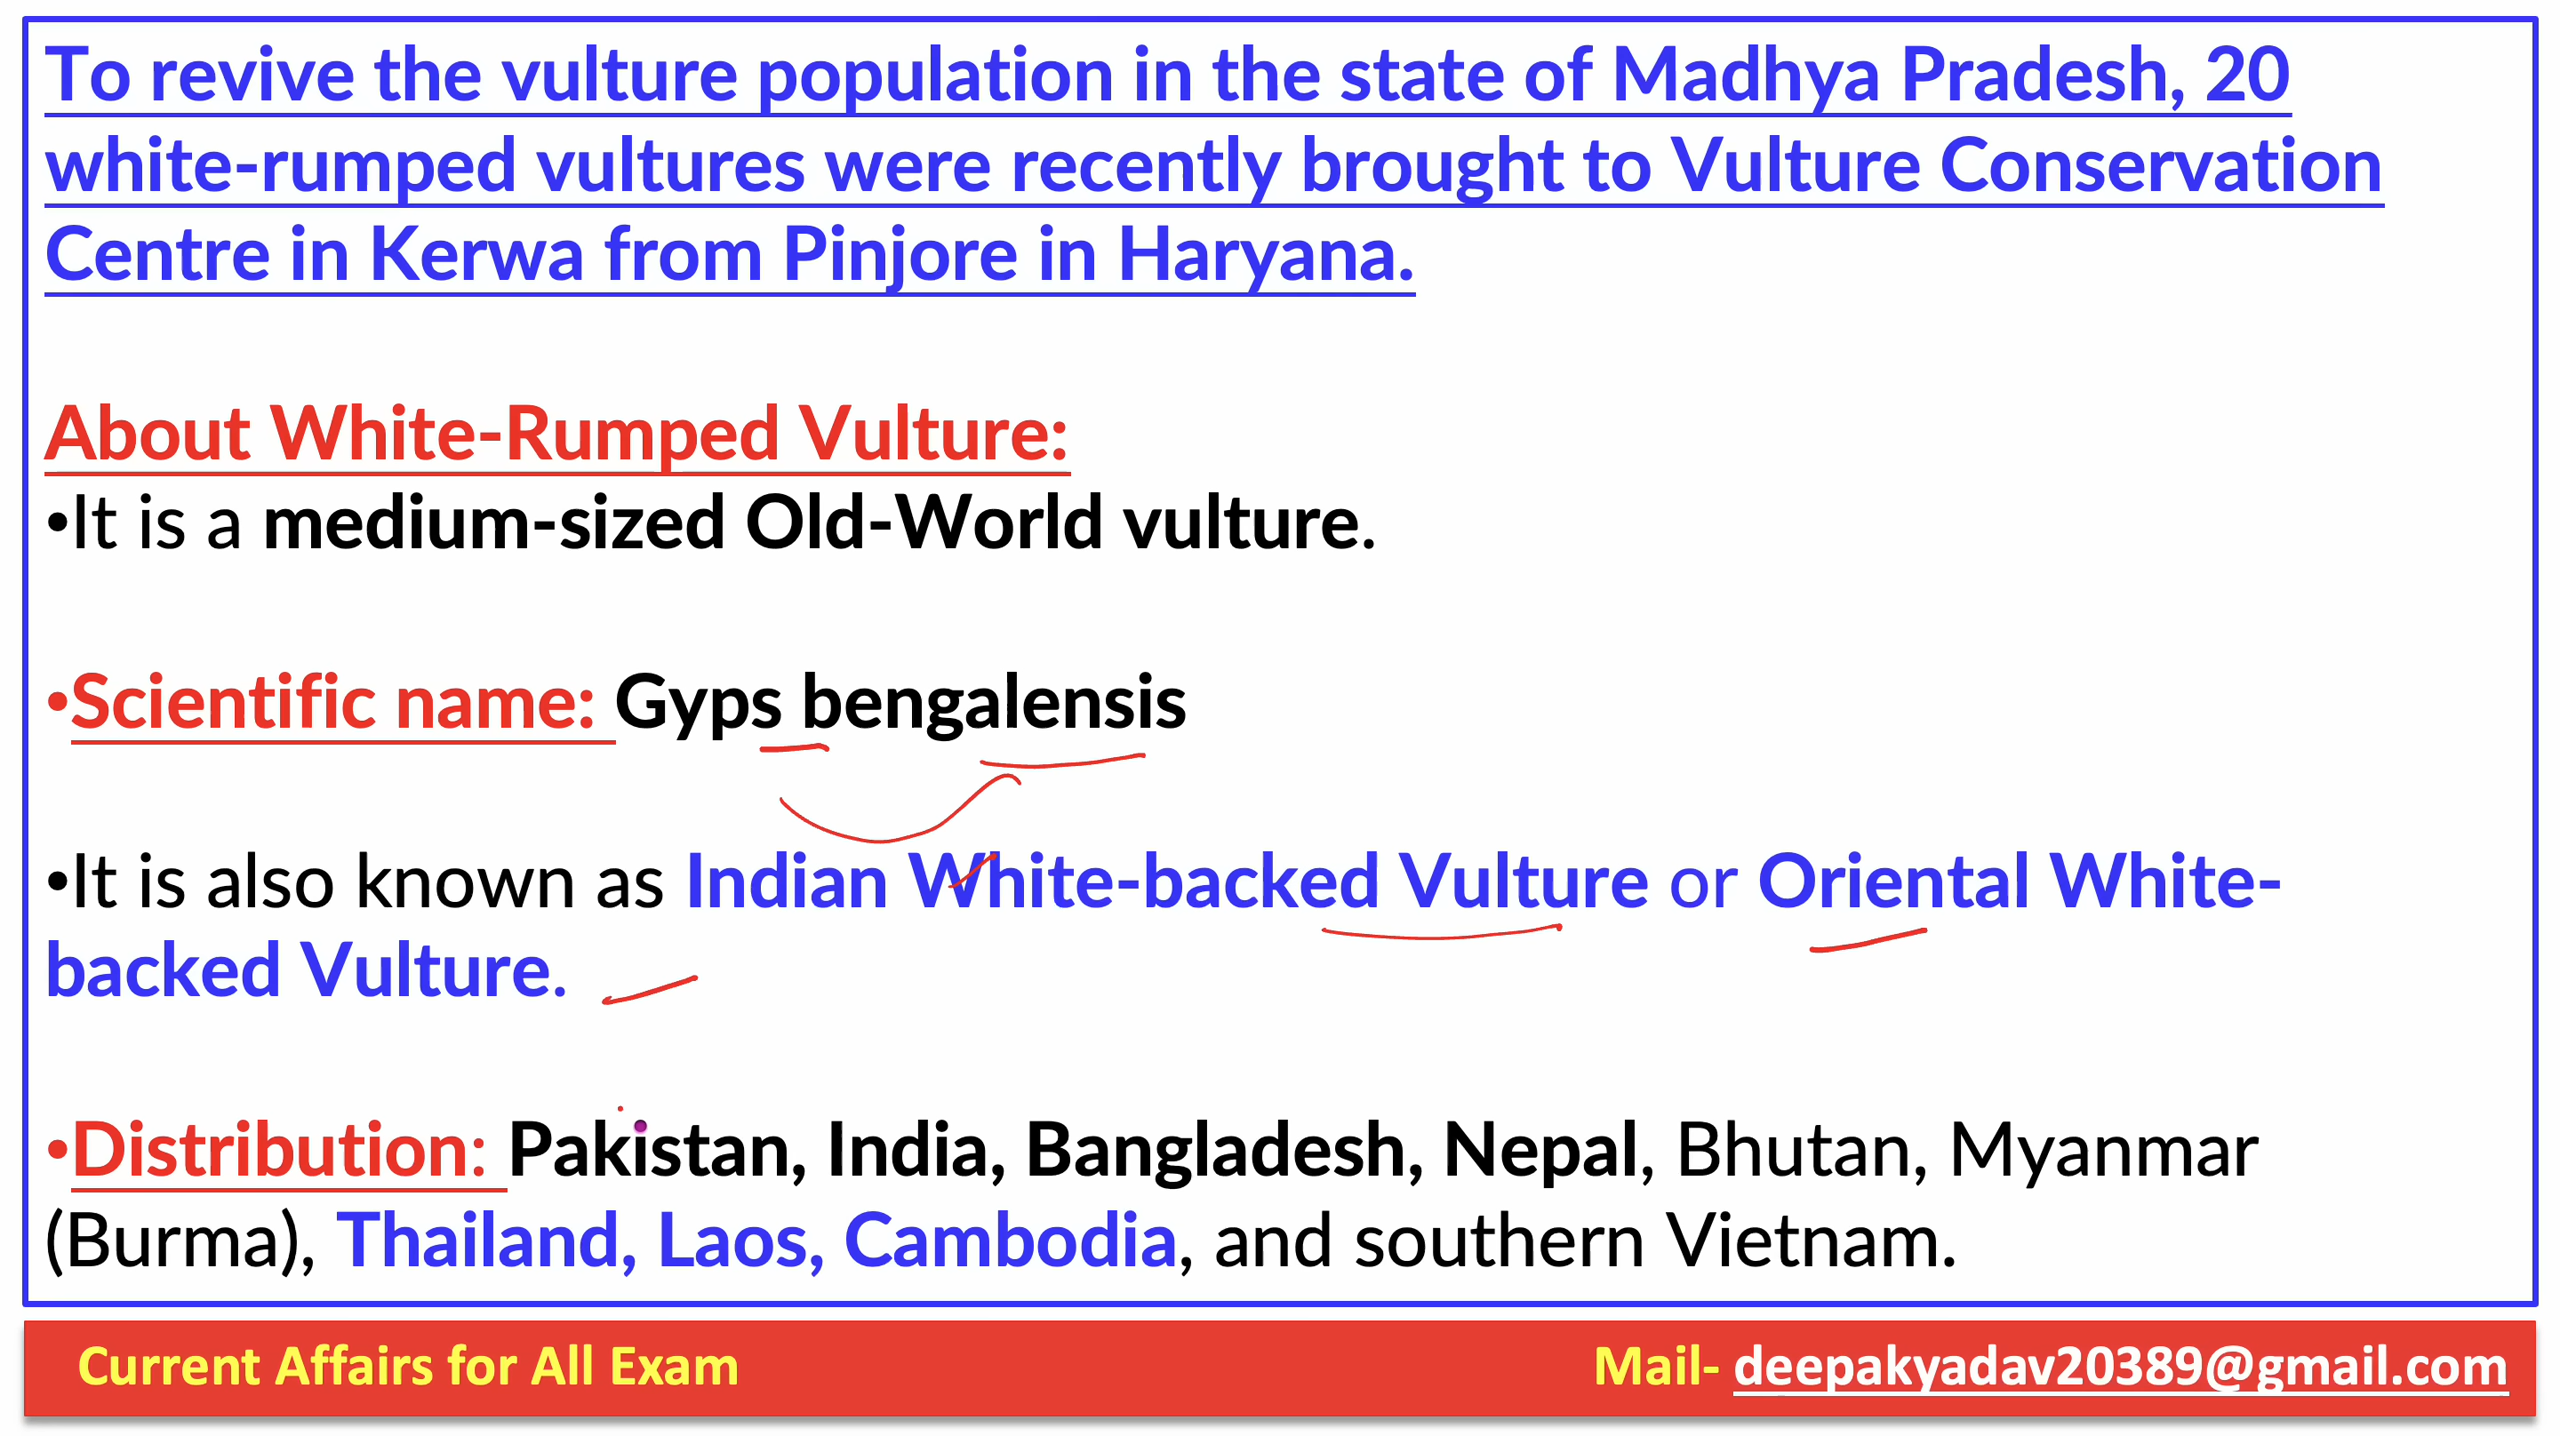 To revive the vulture population in the state of Madhya Pradesh, 20
white-rumped vultures were recently brought to Vulture Conservation
Centre in Kerwa from Pinjore in Haryana.
About White-Rumped Vulture:
•It is a medium-sized Old-World vulture.
•Scientific name: Gyps bengalensis
•It is also known as Indian White-backed Vulture or Oriental White-
backed Vulture.
•Distribution: Pakistan, India, Bangladesh, Nepal, Bhutan, Myanmar
(Burma), Thailand, Laos, Cambodia, and southern Vietnam.
Current Affairs for All Exam Mail- deepakyadav20389@gmail.com